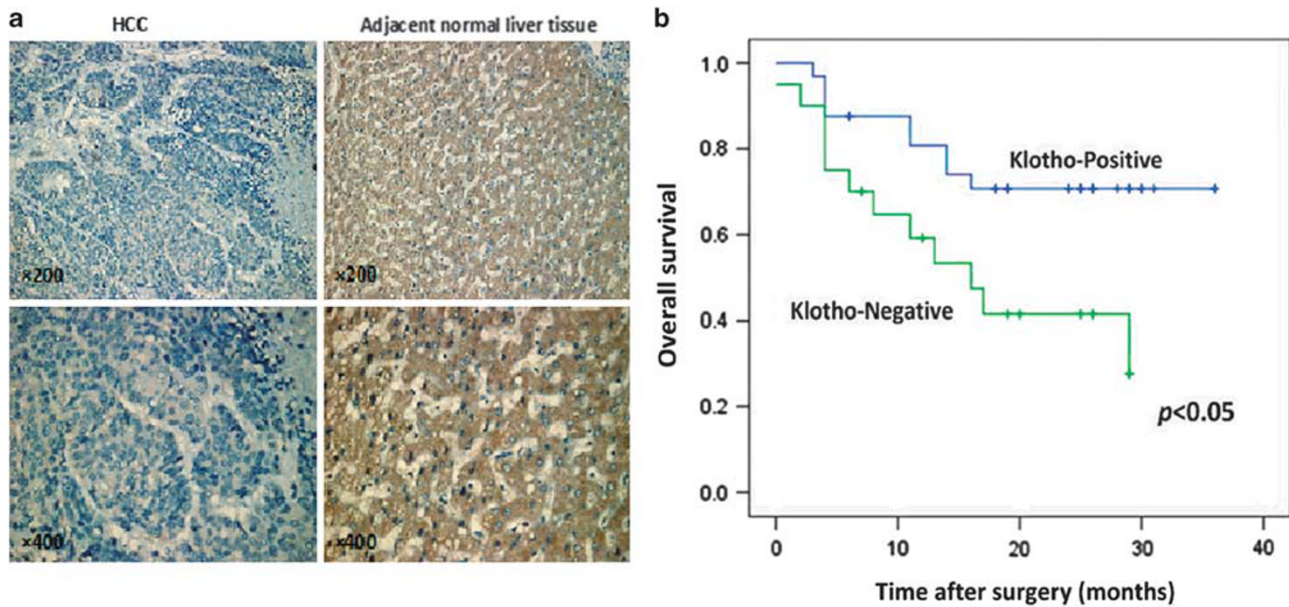 a
HCC
Adjacent normal liver tissue
×200
×200
×400
×400
b
Overall survival
1.0
0.8
0.6
0.4
0.2
0.0
Klotho-Positive
Klotho-Negative
p<0.05
0 10 20 30 40
Time after surgery (months)